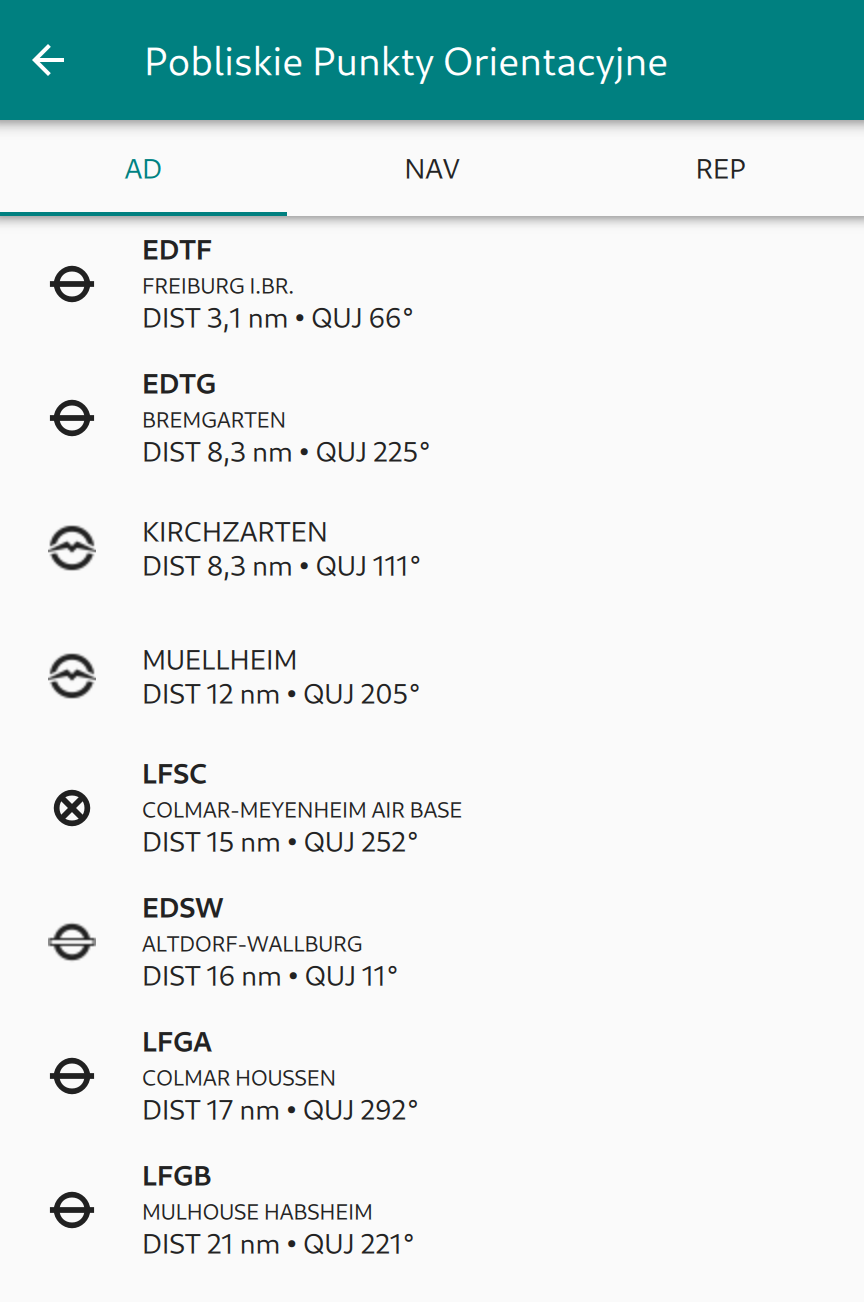 Pobliskie Punkty Orientacyjne
AD NAV REP
EDTF
FREIBURG I.BR.
DIST 3,1 nm • QUJ 66°
EDTG
BREMGARTEN
DIST 8,3 nm • QUJ 225°
KIRCHZARTEN
DIST 8,3 nm • QUJ 111°
MUELLHEIM
DIST 12 nm • QUJ 205°
LFSC
COLMAR-MEYENHEIM AIR BASE
DIST 15 nm • QUJ 252°
EDSW
ALTDORF-WALLBURG
DIST 16 nm • QUJ 11°
LFGA
COLMAR HOUSSEN
DIST 17 nm • QUJ 292°
LFGB
MULHOUSE HABSHEIM
DIST 21 nm • QUJ 221°